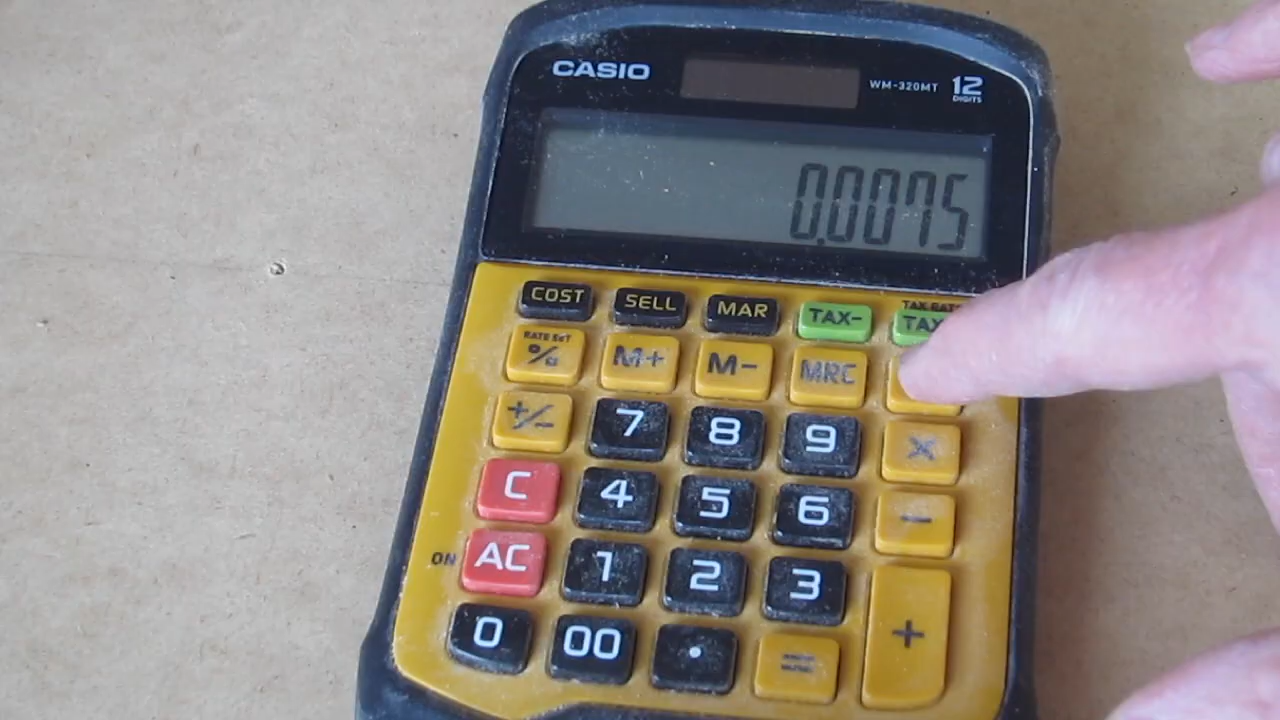 CASIO
WM-320MT 12
DIGITS
0.0075
COST SELL MAR TAX- TAX
RATE SET
% M+ M- MRC
+/- 7 8 9 ×
C 4 5 6 -
ON AC 1 2 3 +
0 00 . =